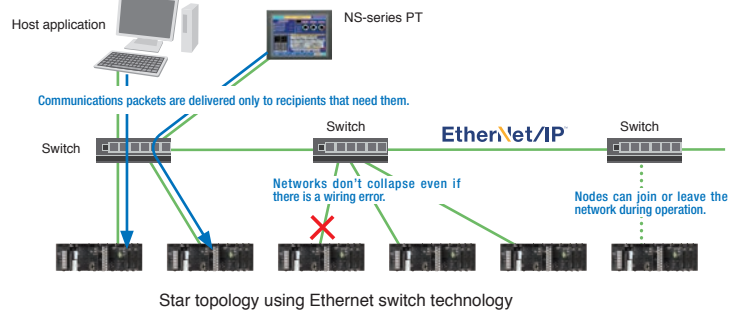 Host application
NS-series PT
Communications packets are delivered only to recipients that need them.
Switch
Switch
EtherNet/IP
Switch
Networks don't collapse even if
there is a wiring error.
Nodes can join or leave the
network during operation.
Star topology using Ethernet switch technology